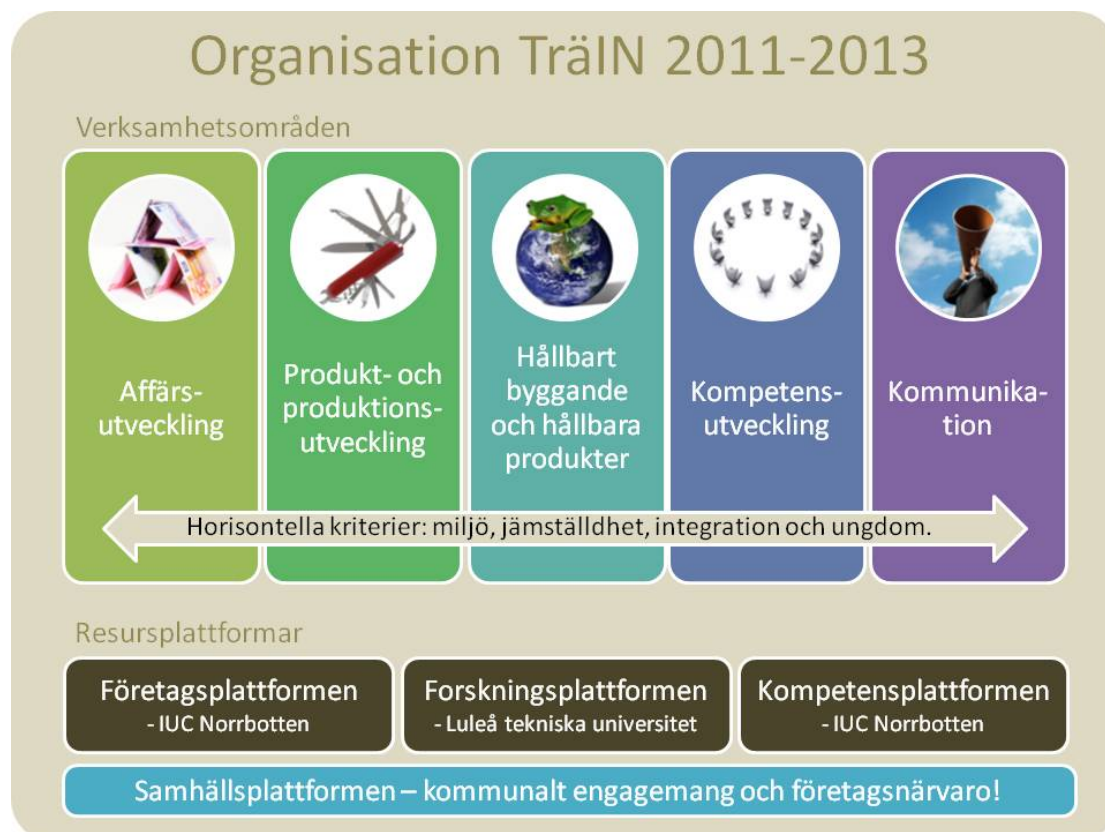 Organisation TräIN 2011-2013
Verksamhetsområden
Affärs-
utveckling
Produkt- och
produktions-
utveckling
Hållbart
byggande
och hållbara
produkter
Kompetens-
utveckling
Kommunika-
tion
Horisontella kriterier: miljö, jämställdhet, integration och ungdom.
Resursplattformar
Företagsplattformen
- IUC Norrbotten
Forskningsplattformen
- Luleå tekniska universitet
Kompetensplattformen
- IUC Norrbotten
Samhällsplattformen – kommunalt engagemang och företagsnärvaro!